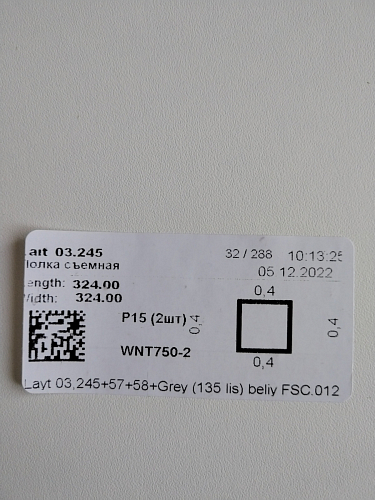 ait 03.245 32 / 288 10:13:25
олка съемная 05 12.2022
ength: 324.00
idth: 324.00
0,4
P15 (2шт) 0,4 0,4
WNT750-2
0,4
Layt 03,245+57+58+Grey (135 lis) beliy FSC.012